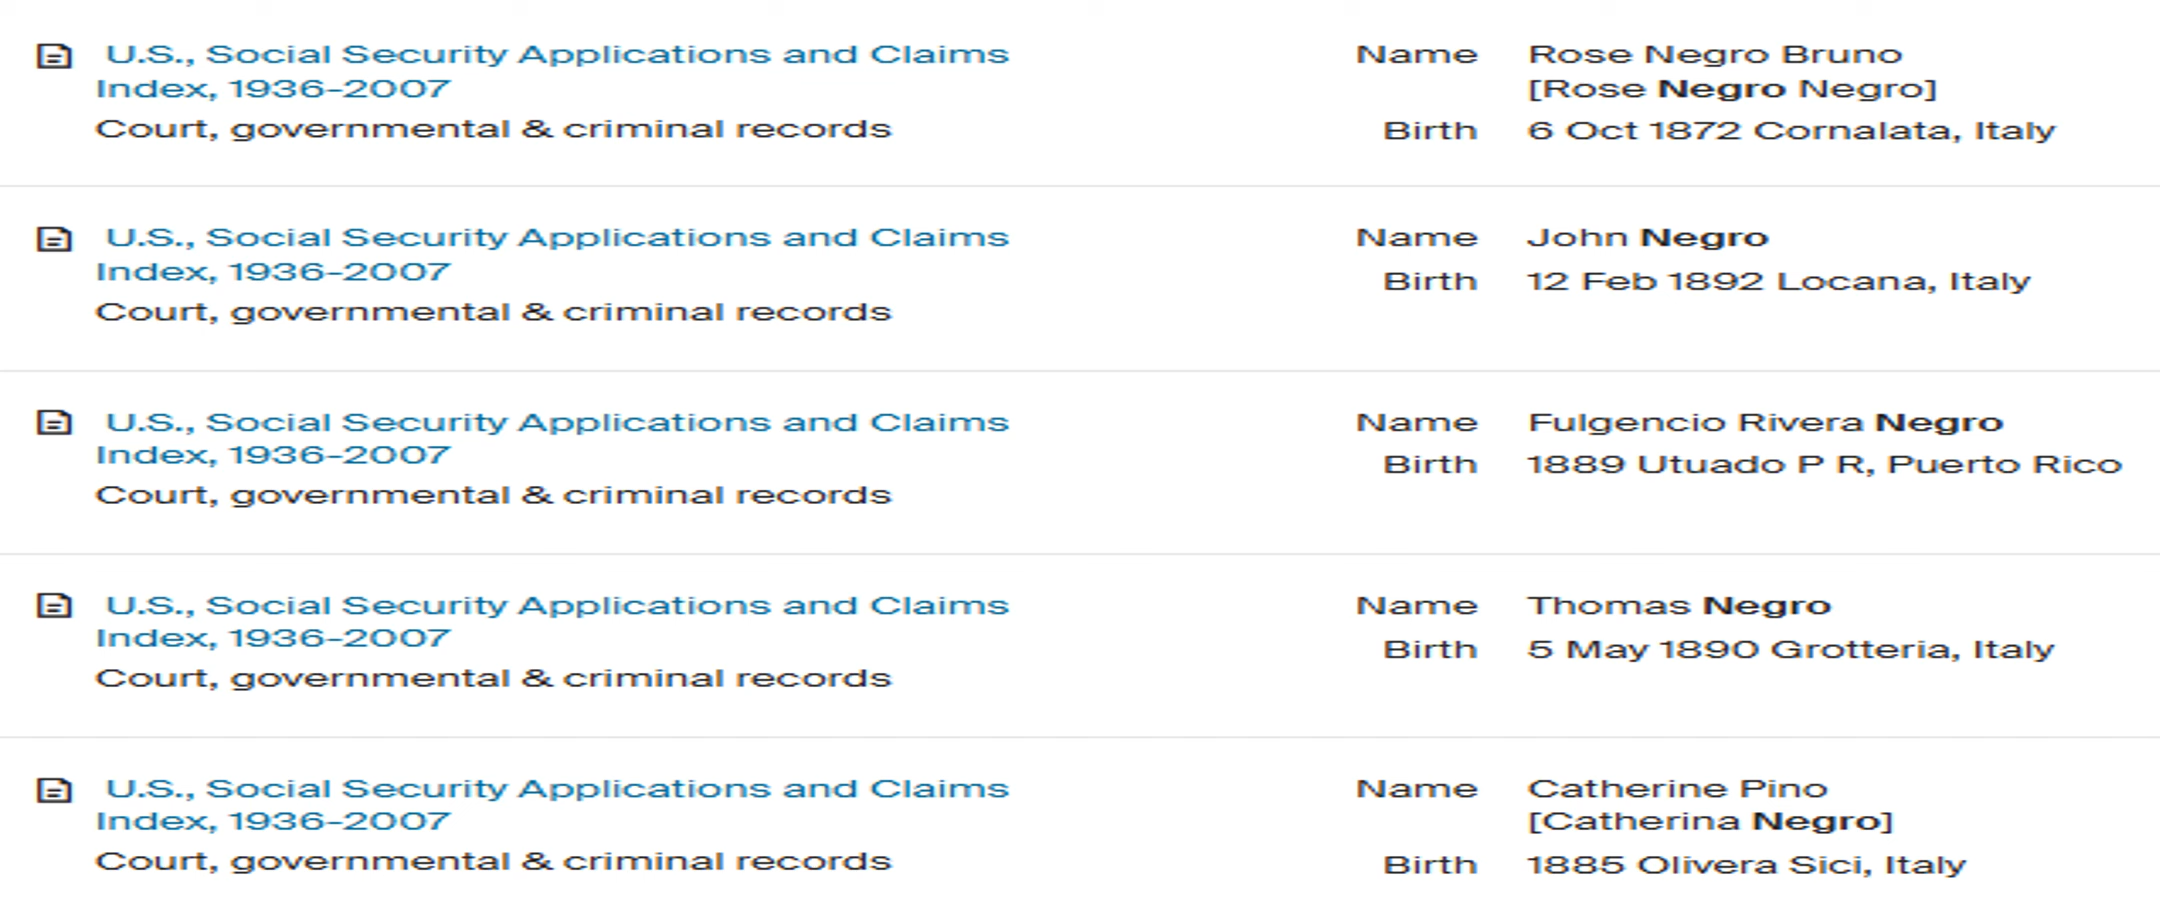 U.S., Social Security Applications and Claims
Index, 1936-2007
Court, governmental & criminal records
Name Rose Negro Bruno
[Rose Negro Negro]
Birth 6 Oct 1872 Cornalata, Italy
U.S., Social Security Applications and Claims
Index, 1936-2007
Court, governmental & criminal records
Name John Negro
Birth 12 Feb 1892 Locana, Italy
U.S., Social Security Applications and Claims
Index, 1936-2007
Court, governmental & criminal records
Name Fulgencio Rivera Negro
Birth 1889 Utuado P R, Puerto Rico
U.S., Social Security Applications and Claims
Index, 1936-2007
Court, governmental & criminal records
Name Thomas Negro
Birth 5 May 1890 Grotteria, Italy
U.S., Social Security Applications and Claims
Index, 1936-2007
Court, governmental & criminal records
Name Catherine Pino
[Catherina Negro]
Birth 1885 Olivera Sici, Italy